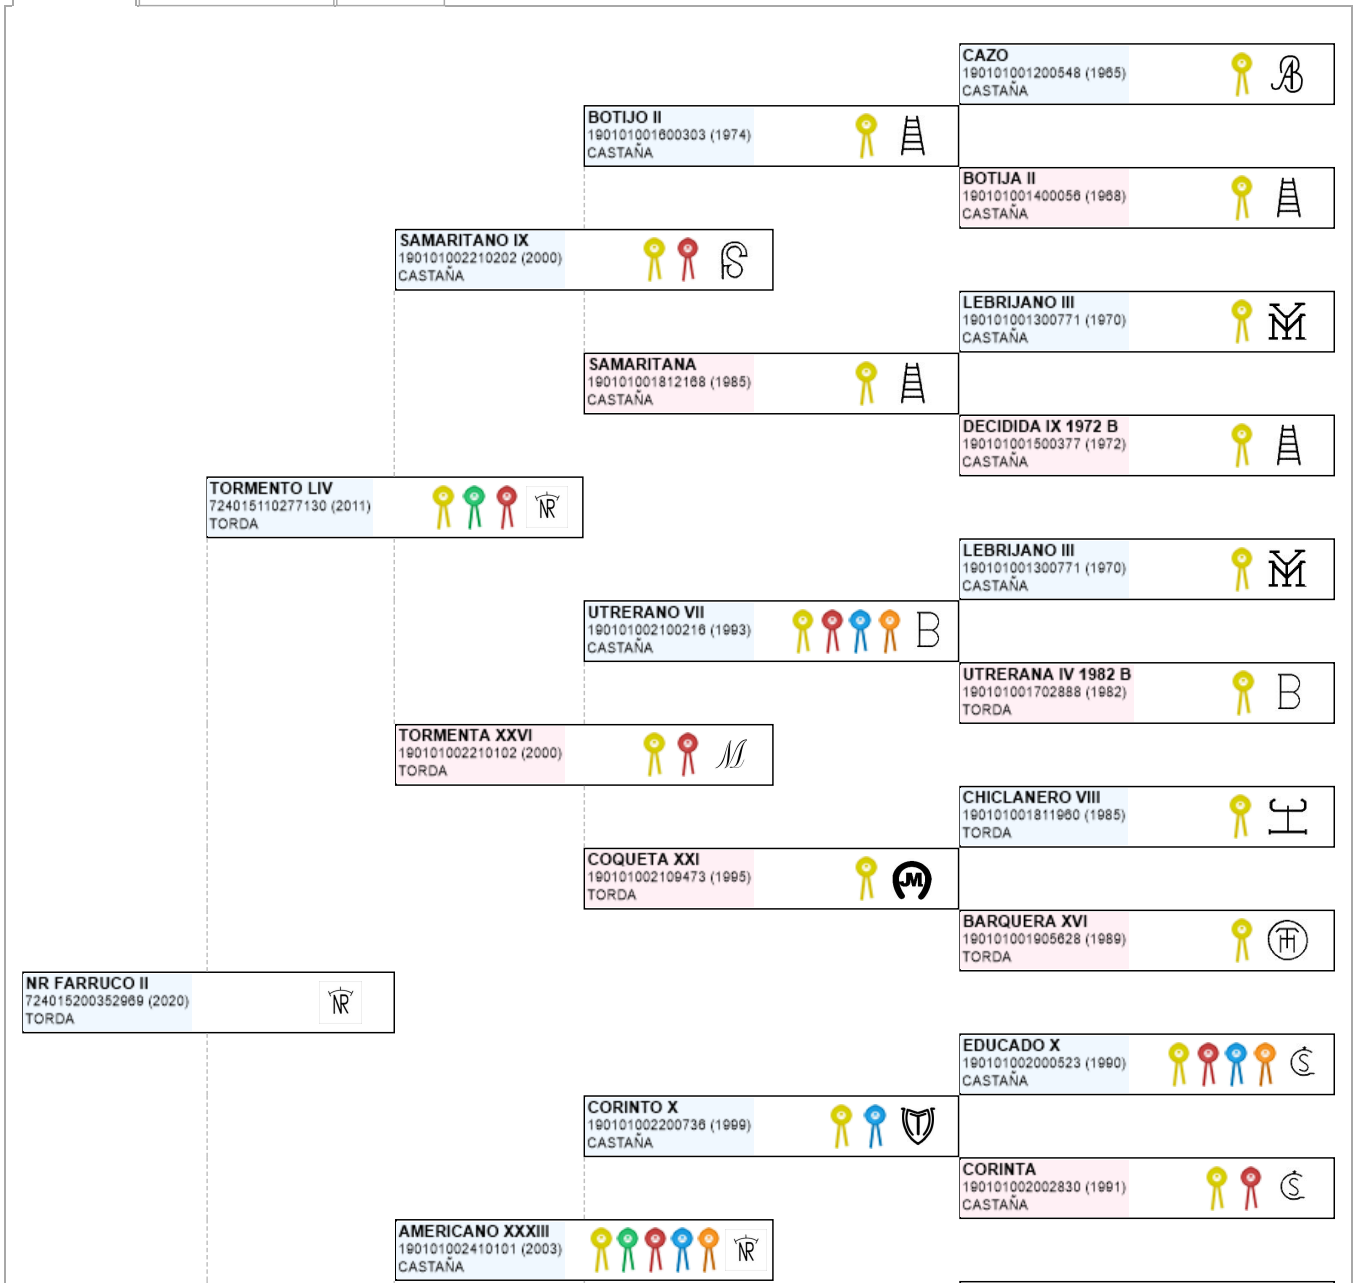 CAZO
190101001200548 (1965)
CASTAÑA
BOTIJO II
190101001600303 (1974)
CASTAÑA
BOTIJA II
190101001400056 (1968)
CASTAÑA
SAMARITANO IX
190101002210202 (2000)
CASTAÑA
LEBRIJANO III
190101001300771 (1970)
CASTAÑA
SAMARITANA
190101001812168 (1985)
CASTAÑA
DECIDIDA IX 1972 B
190101001500377 (1972)
CASTAÑA
TORMENTO LIV
724015110277130 (2011)
TORDA
NR
LEBRIJANO III
190101001300771 (1970)
CASTAÑA
UTRERANO VII
190101002100216 (1993)
CASTAÑA
B
UTRERANA IV 1982 B
190101001702888 (1982)
TORDA
B
TORMENTA XXVI
190101002210102 (2000)
TORDA
M
CHICLANERO VIII
190101001811960 (1985)
TORDA
COQUETA XXI
190101002109473 (1995)
TORDA
JM
BARQUERA XVI
190101001905628 (1989)
TORDA
NR FARRUCO II
724015200352969 (2020)
TORDA
NR
EDUCADO X
190101002000523 (1990)
CASTAÑA
CORINTO X
190101002200736 (1999)
CASTAÑA
CORINTA
190101002002830 (1991)
CASTAÑA
AMERICANO XXXIII
190101002410101 (2003)
CASTAÑA
NR